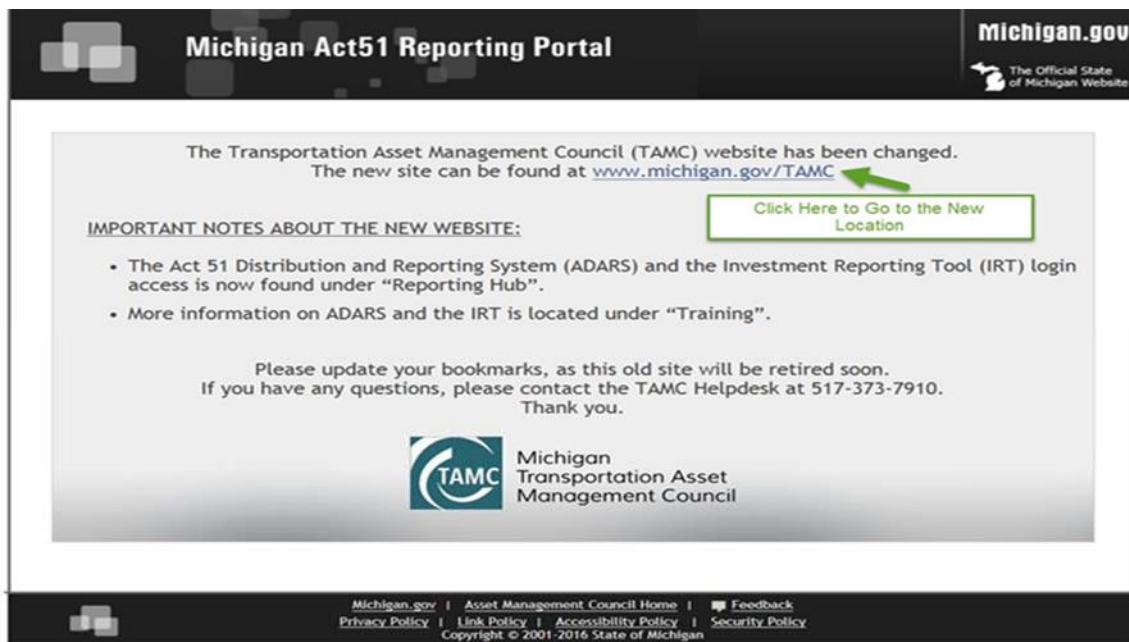 Michigan Act51 Reporting Portal
Michigan.gov
The Official State
of Michigan Website
The Transportation Asset Management Council (TAMC) website has been changed.
The new site can be found at www.michigan.gov/TAMC
Click Here to Go to the New
Location
IMPORTANT NOTES ABOUT THE NEW WEBSITE:
• The Act 51 Distribution and Reporting System (ADARS) and the Investment Reporting Tool (IRT) login
access is now found under “Reporting Hub”.
• More information on ADARS and the IRT is located under “Training”.
Please update your bookmarks, as this old site will be retired soon.
If you have any questions, please contact the TAMC Helpdesk at 517-373-7910.
Thank you.
TAMC
Michigan
Transportation Asset
Management Council
Michigan.gov | Asset Management Council Home | Feedback
Privacy Policy | Link Policy | Accessibility Policy | Security Policy
Copyright © 2001-2016 State of Michigan